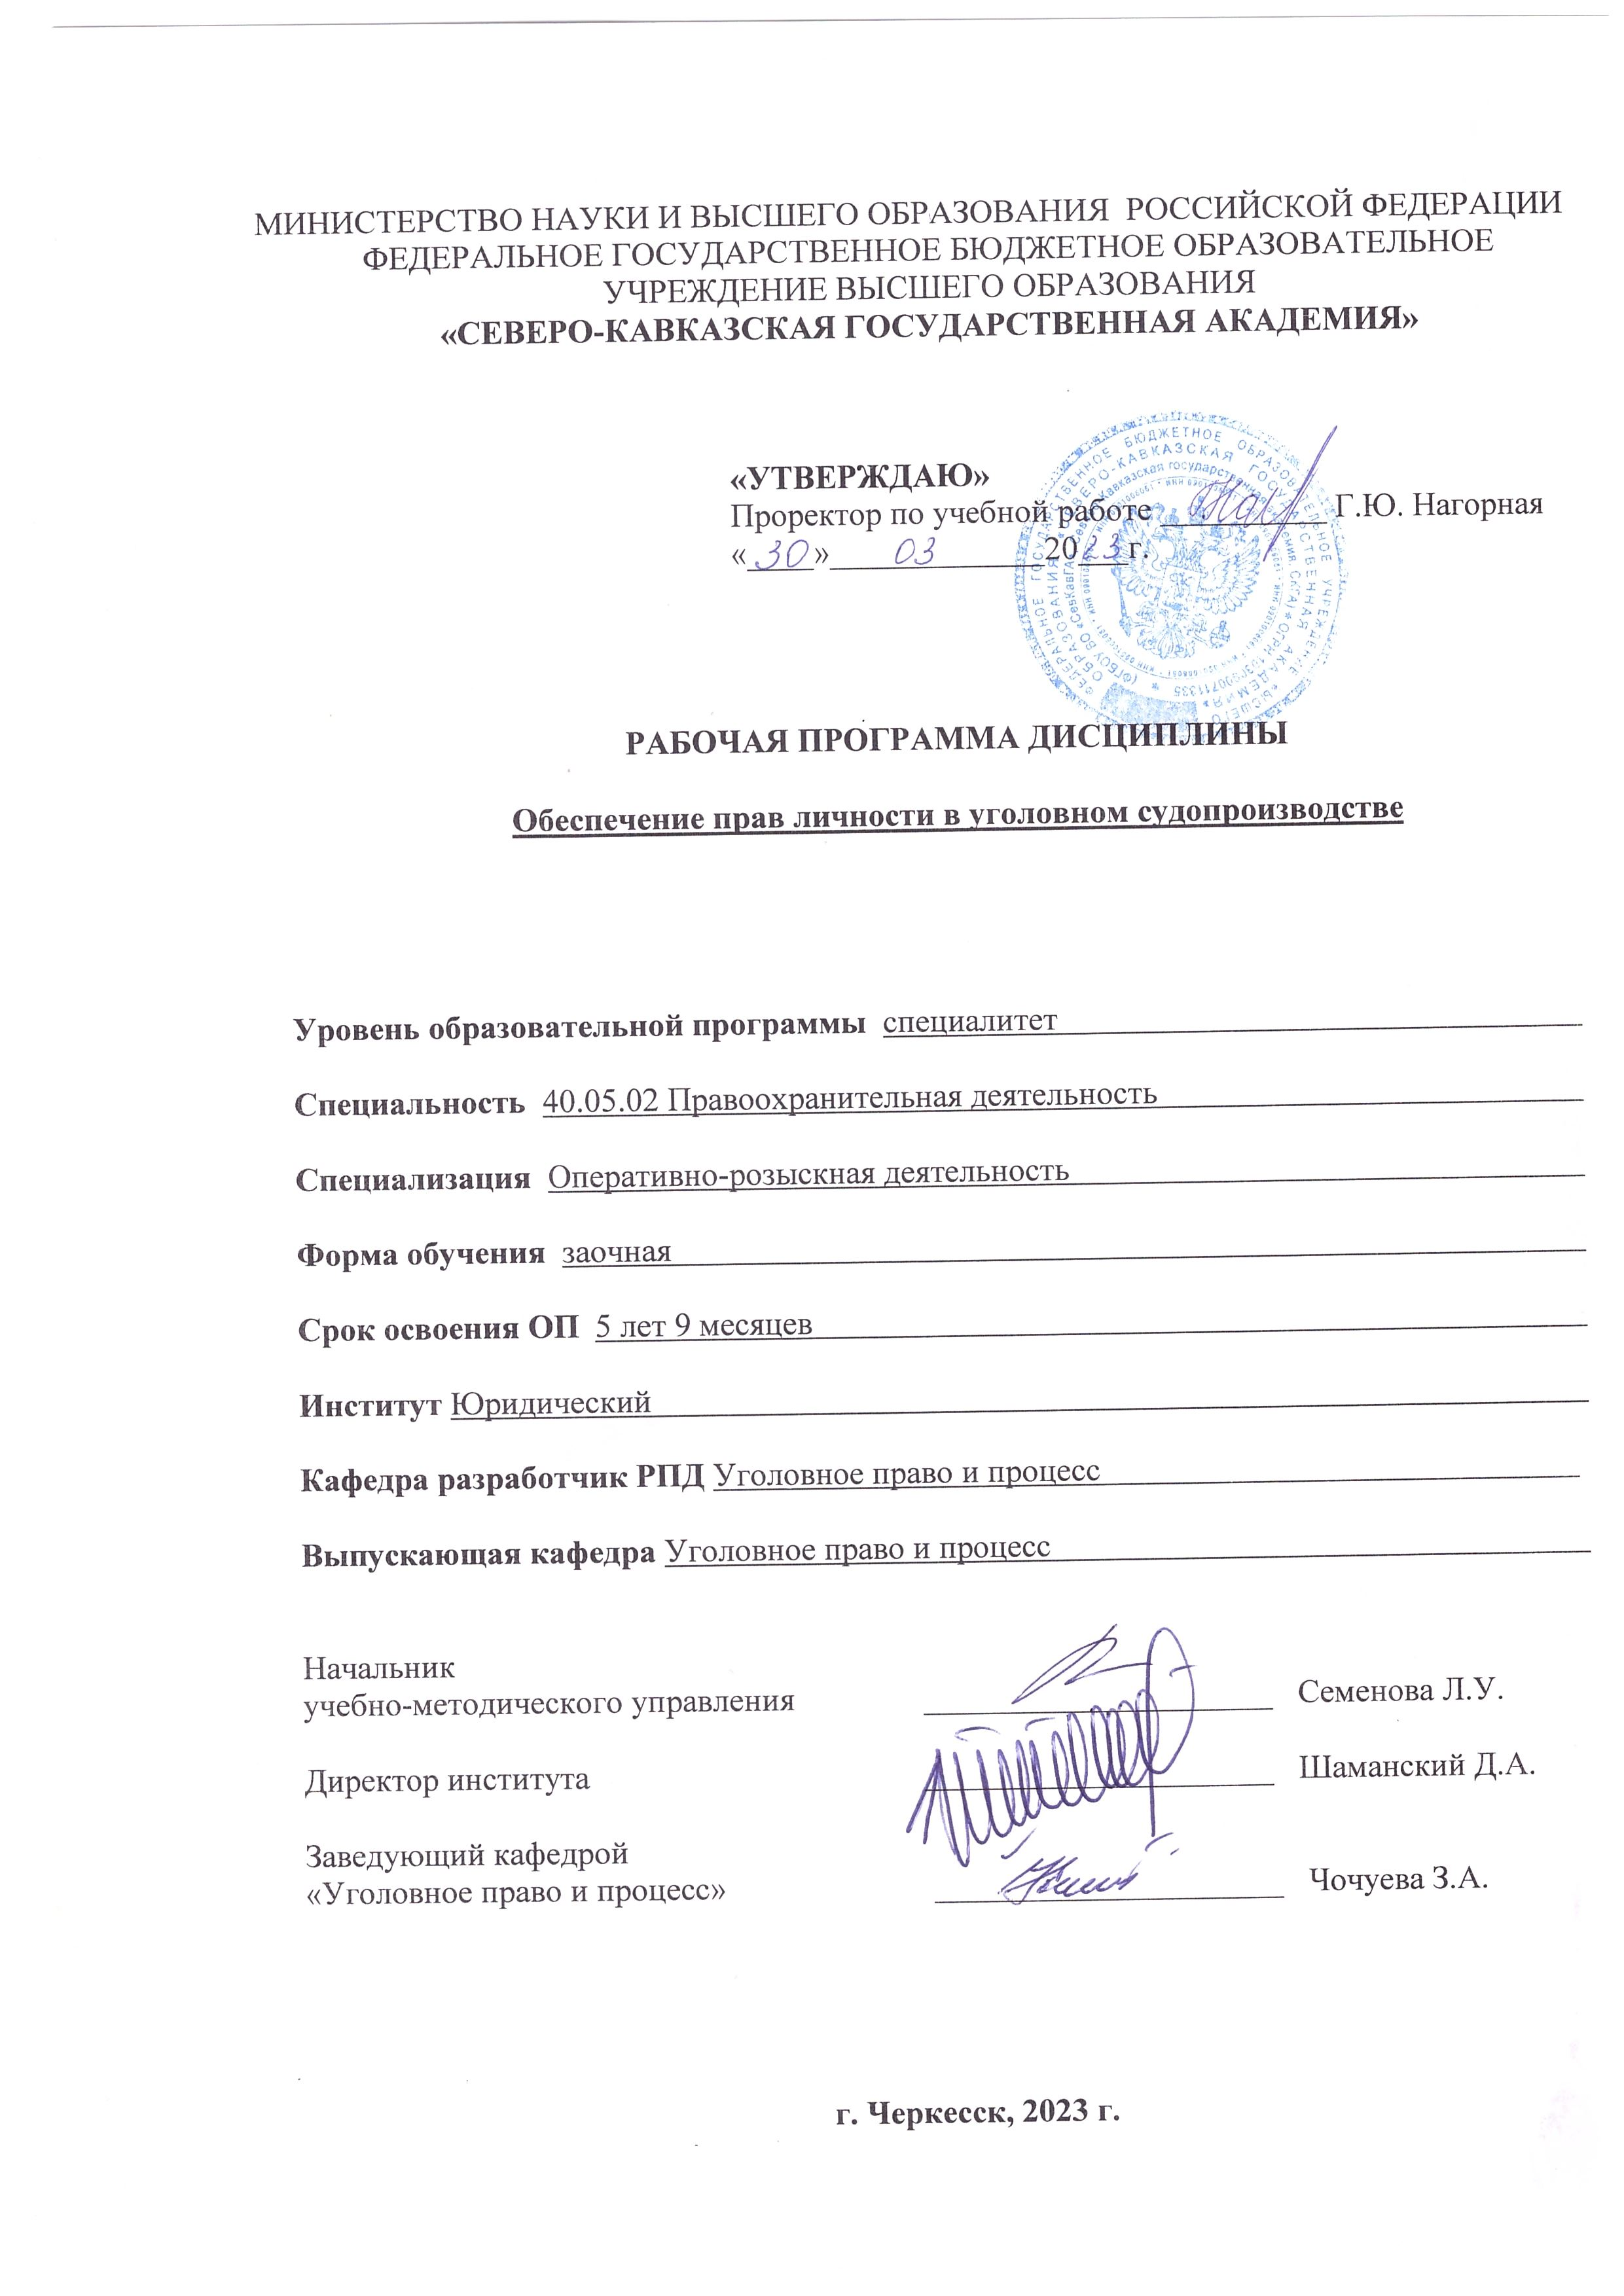 МИНИСТЕРСТВО НАУКИ И ВЫСШЕГО ОБРАЗОВАНИЯ РОССИЙСКОЙ ФЕДЕРАЦИИ
ФЕДЕРАЛЬНОЕ ГОСУДАРСТВЕННОЕ БЮДЖЕТНОЕ ОБРАЗОВАТЕЛЬНОЕ
УЧРЕЖДЕНИЕ ВЫСШЕГО ОБРАЗОВАНИЯ
«СЕВЕРО-КАВКАЗСКАЯ ГОСУДАРСТВЕННАЯ АКАДЕМИЯ»
«УТВЕРЖДАЮ»
Проректор по учебной работе Г.Ю. Нагорная
«30» 03 2023 г.
РАБОЧАЯ ПРОГРАММА ДИСЦИПЛИНЫ
Обеспечение прав личности в уголовном судопроизводстве
Уровень образовательной программы специалитет
Специальность 40.05.02 Правоохранительная деятельность
Специализация Оперативно-розыскная деятельность
Форма обучения заочная
Срок освоения ОП 5 лет 9 месяцев
Институт Юридический
Кафедра разработчик РПД Уголовное право и процесс
Выпускающая кафедра Уголовное право и процесс
Начальник
учебно-методического управления Семенова Л.У.
Директор института Шаманский Д.А.
Заведующий кафедрой
«Уголовное право и процесс» Чочуева З.А.
г. Черкесск, 2023 г.